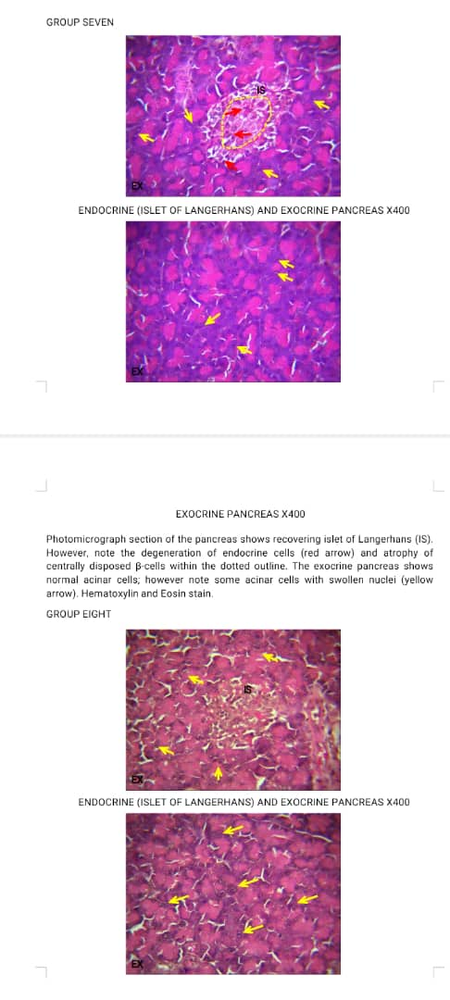 GROUP SEVEN
IS
EX
ENDOCRINE (ISLET OF LANGERHANS) AND EXOCRINE PANCREAS X400
EX
EXOCRINE PANCREAS X400
Photomicrograph section of the pancreas shows recovering islet of Langerhans (IS).
However, note the degeneration of endocrine cells (red arrow) and atrophy of
centrally disposed β-cells within the dotted outline. The exocrine pancreas shows
normal acinar cells; however note some acinar cells with swollen nuclei (yellow
arrow). Hematoxylin and Eosin stain.
GROUP EIGHT
IS
EX
ENDOCRINE (ISLET OF LANGERHANS) AND EXOCRINE PANCREAS X400
EX